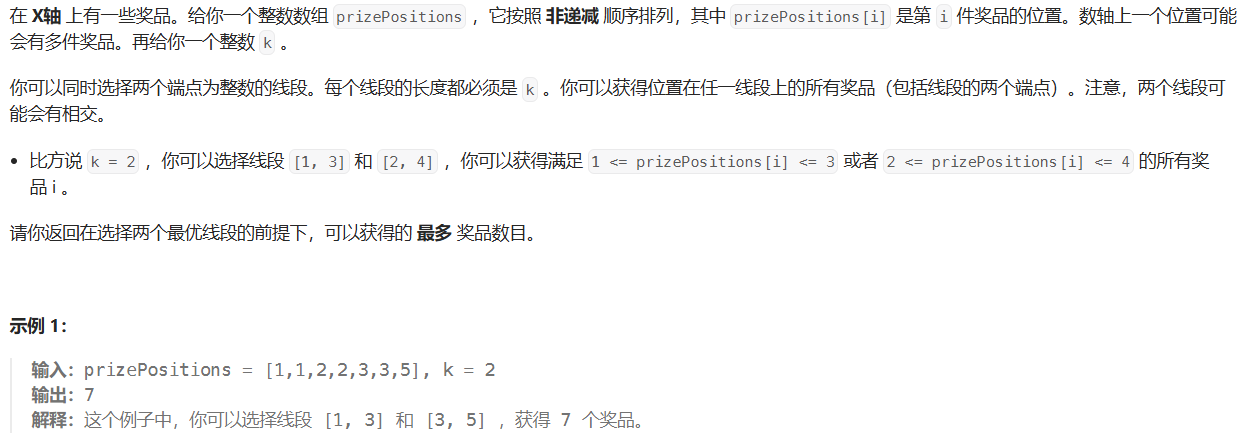 在 X轴 上有一些奖品。给你一个整数数组 prizePositions ，它按照 非递减 顺序排列，其中 prizePositions[i] 是第 i 件奖品的位置。数轴上一个位置可能
会有多件奖品。再给你一个整数 k 。
你可以同时选择两个端点为整数的线段。每个线段的长度都必须是 k 。你可以获得位置在任一线段上的所有奖品（包括线段的两个端点）。注意，两个线段可
能会有相交。
• 比方说 k = 2 ，你可以选择线段 [1, 3] 和 [2, 4] ，你可以获得满足 1 <= prizePositions[i] <= 3 或者 2 <= prizePositions[i] <= 4 的所有奖
品 i 。
请你返回在选择两个最优线段的前提下，可以获得的 最多 奖品数目。
示例 1：
输入：prizePositions = [1,1,2,2,3,3,5], k = 2
输出：7
解释：这个例子中，你可以选择线段 [1, 3] 和 [3, 5] ，获得 7 个奖品。